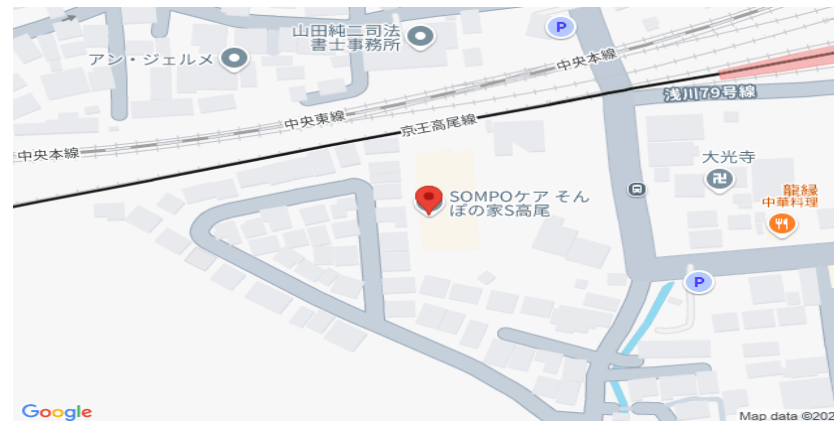 山田純二司法
書士事務所
P
アン・ジェルメ
中央本線
中央東線
浅川79号線
京王高尾線
中央本線
大光寺
卍
SOMPOケア そん
ぽの家S高尾
龍縁
中華料理
P
Google
Map data ©202